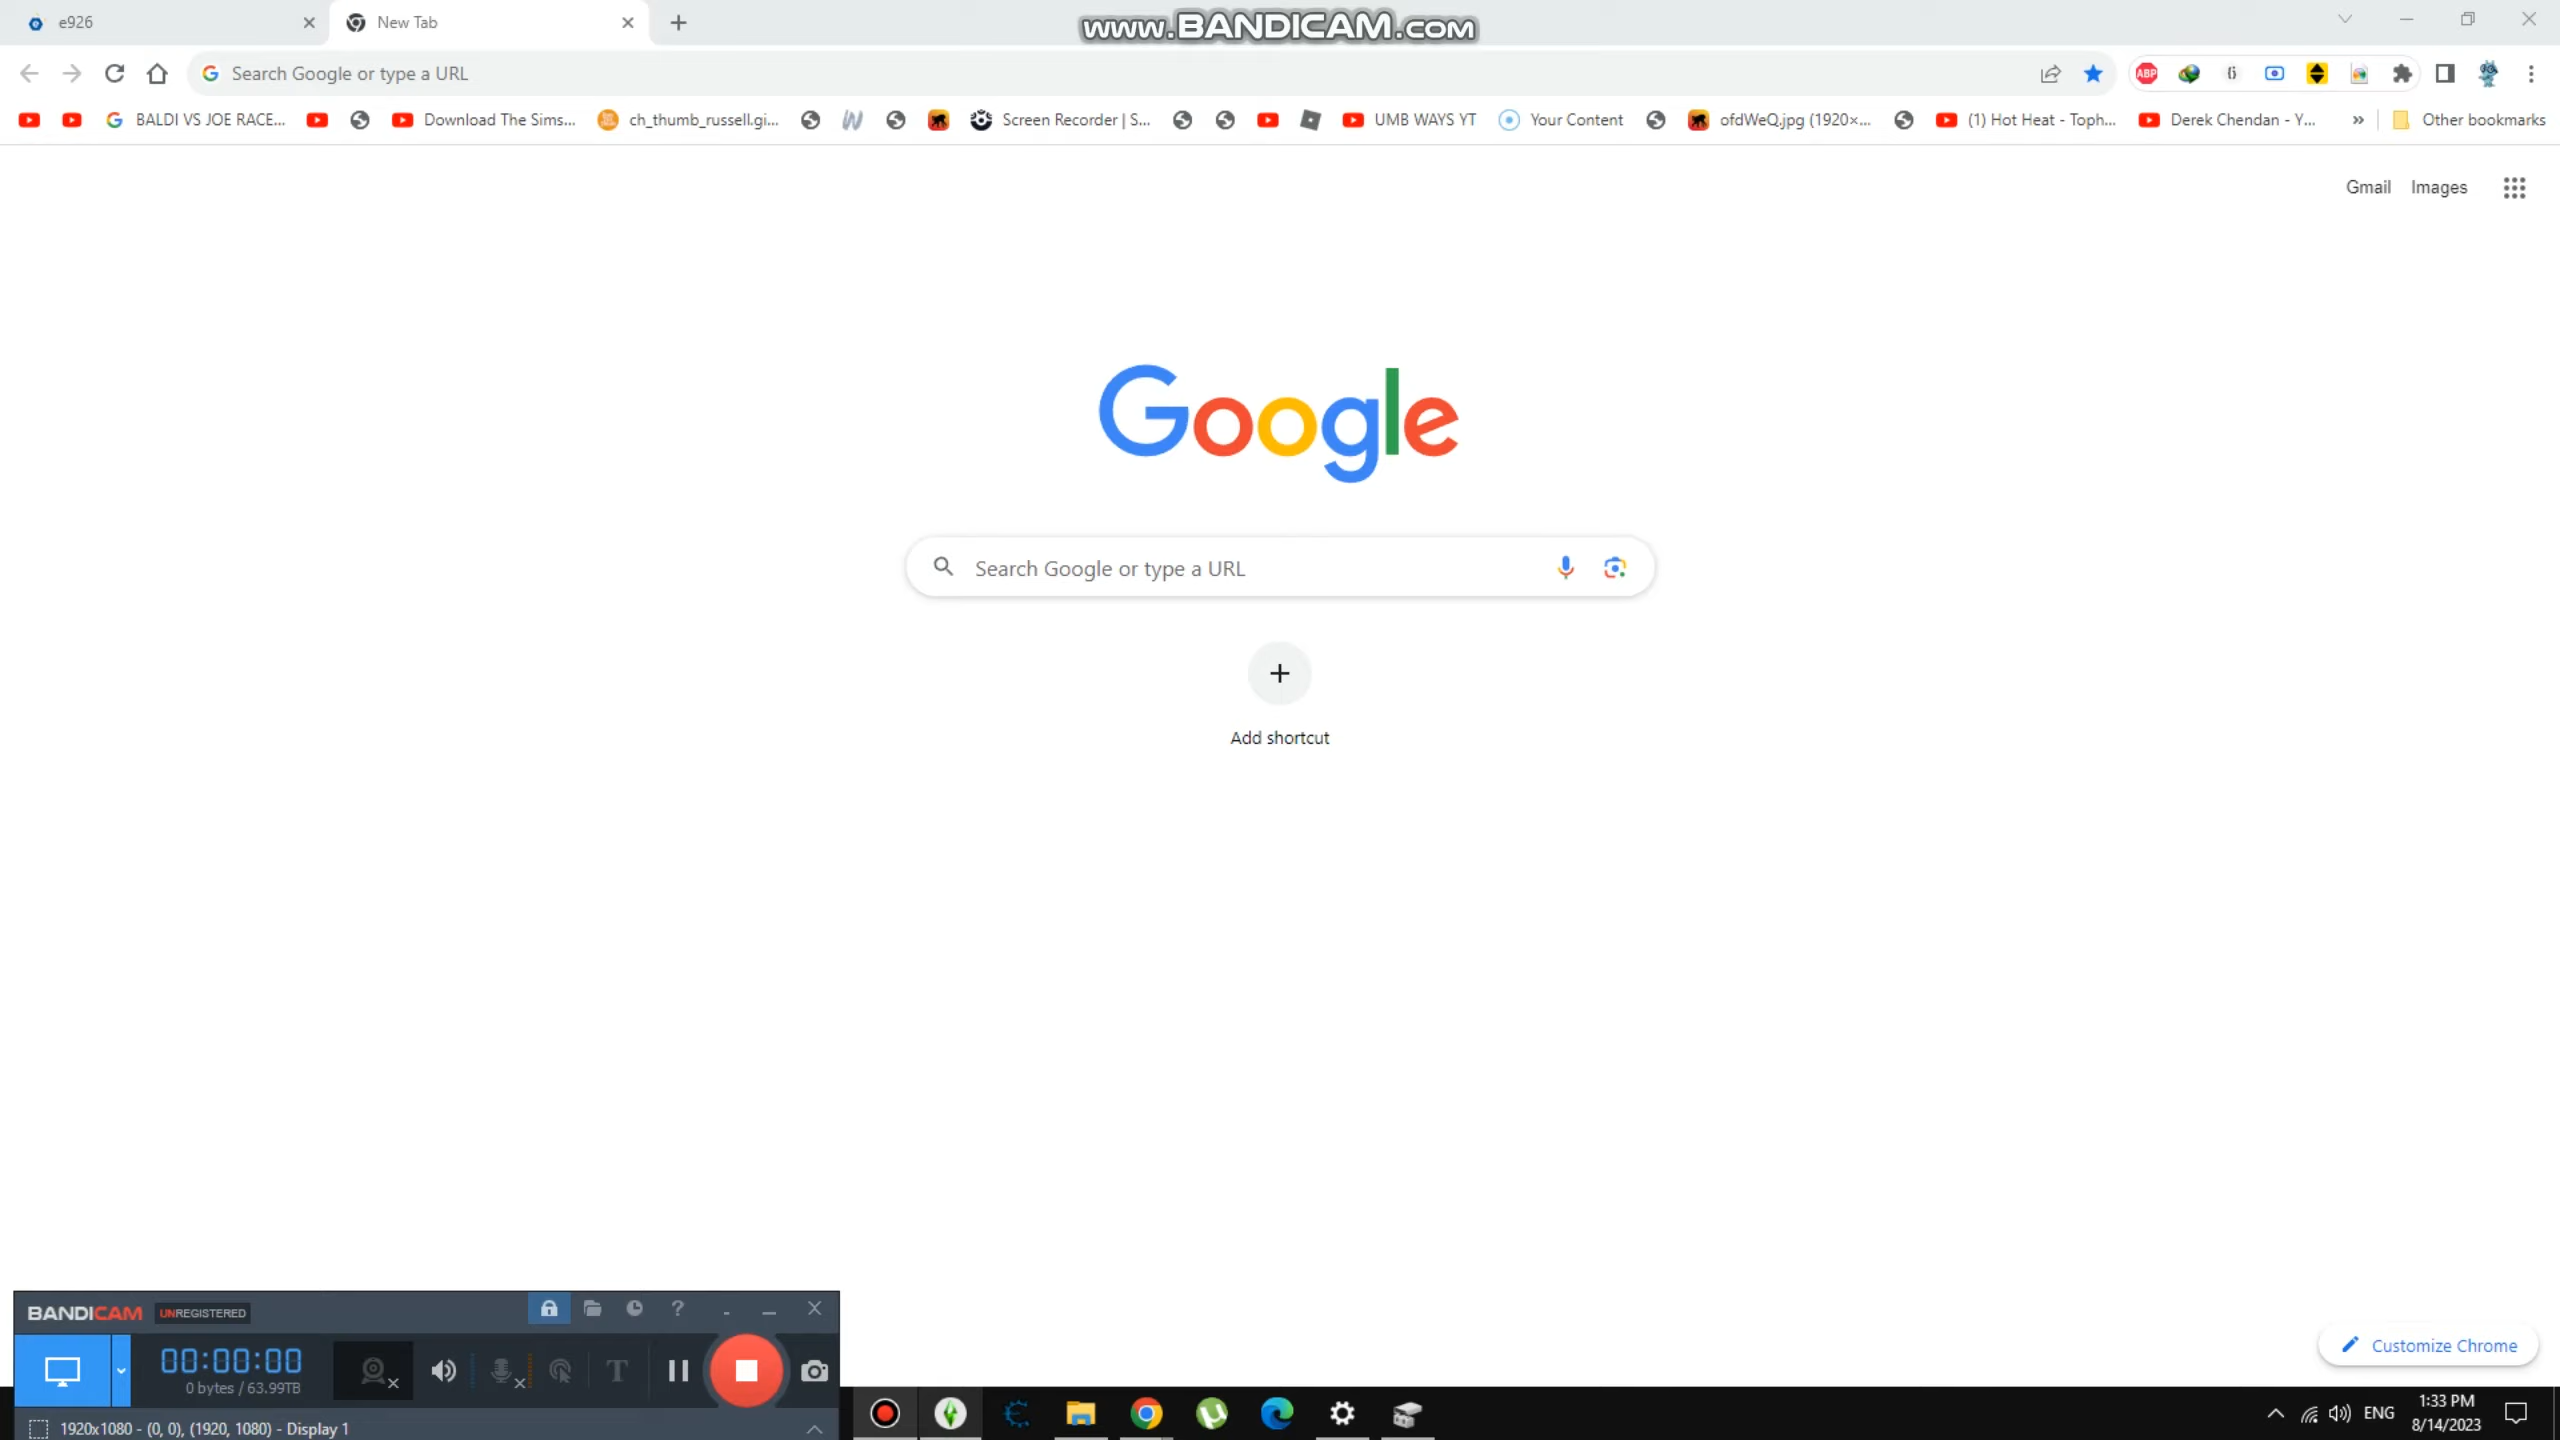 e926
New Tab
www.BANDICAM.com
Search Google or type a URL
ABP
BALDI VS JOE RACE...
Download The Sims...
ch_thumb_russell.gi...
Screen Recorder | S...
UMB WAYS YT
Your Content
ofdWeQ.jpg (1920×...
(1) Hot Heat - Toph...
Derek Chendan - Y...
»
Other bookmarks
Gmail
Images
Google
Search Google or type a URL
Add shortcut
BANDICAM
UNREGISTERED
00:00:00
0 bytes / 63.99TB
1920x1080 - (0, 0), (1920, 1080) - Display 1
Customize Chrome
ENG
1:33 PM
8/14/2023